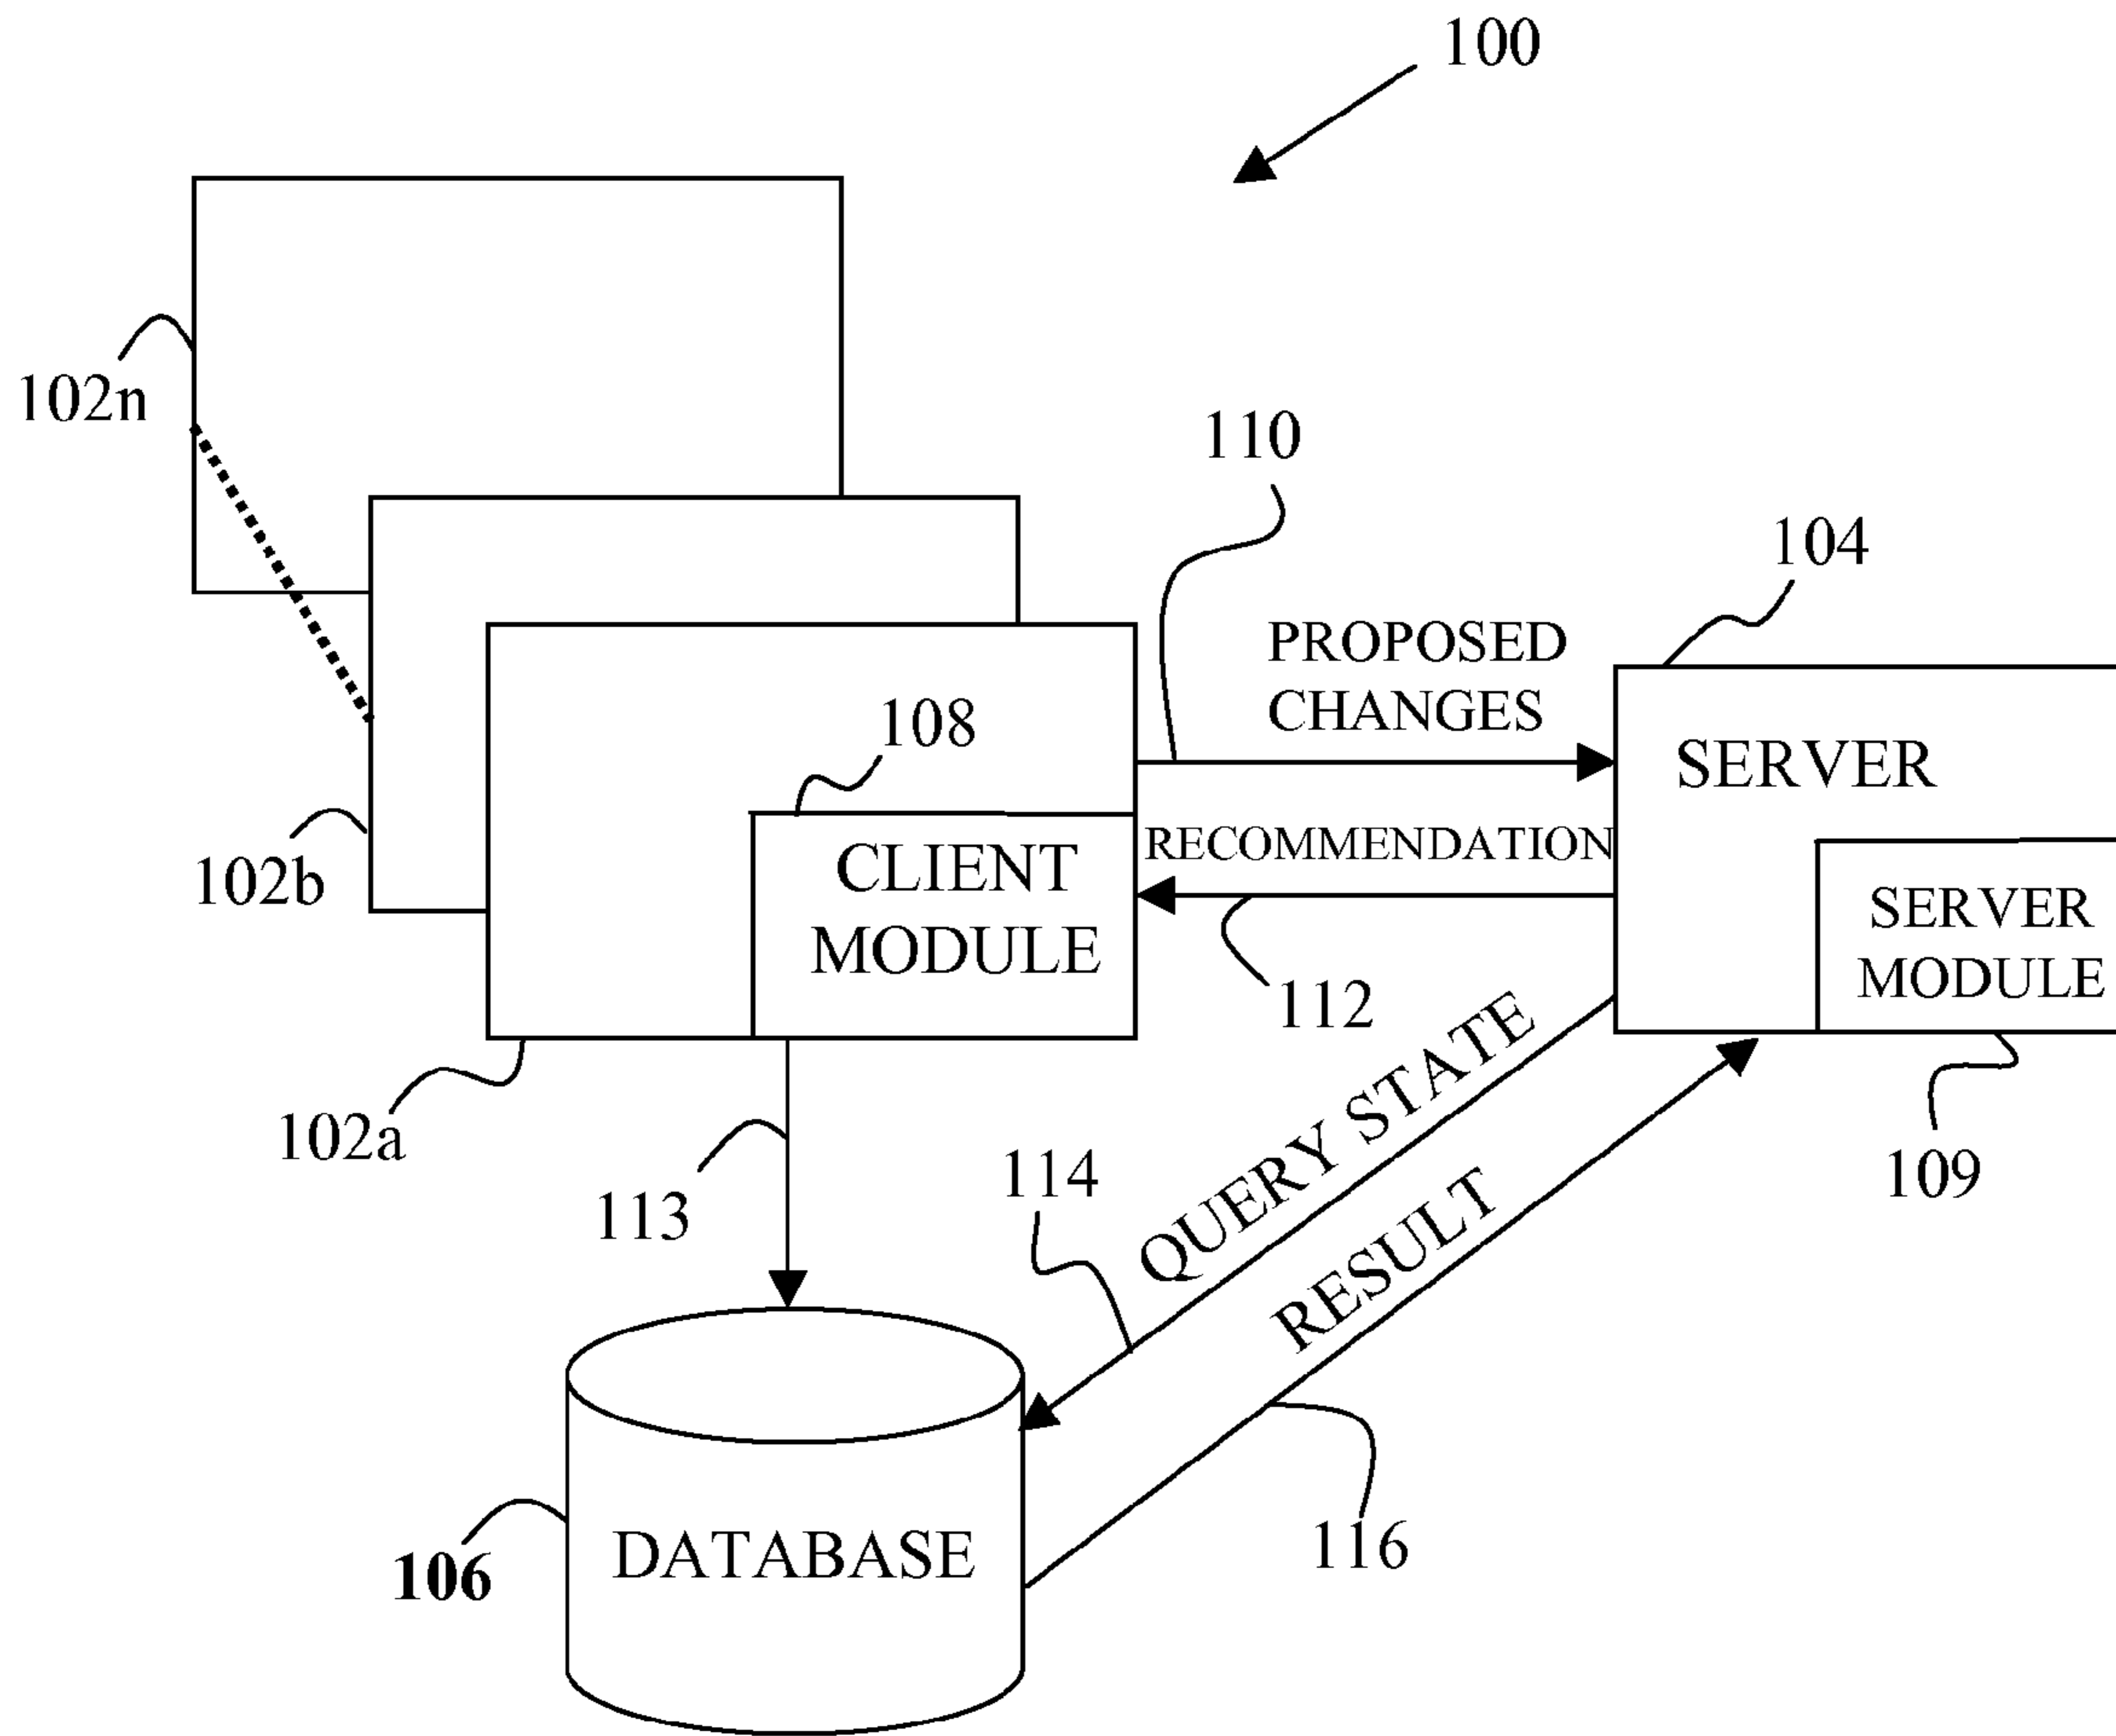 100
102n
110
104
PROPOSED
CHANGES
108
SERVER
RECOMMENDATION
CLIENT
MODULE
102b
SERVER
MODULE
112
QUERY STATE
102a
114
RESULT
109
113
116
DATABASE
106